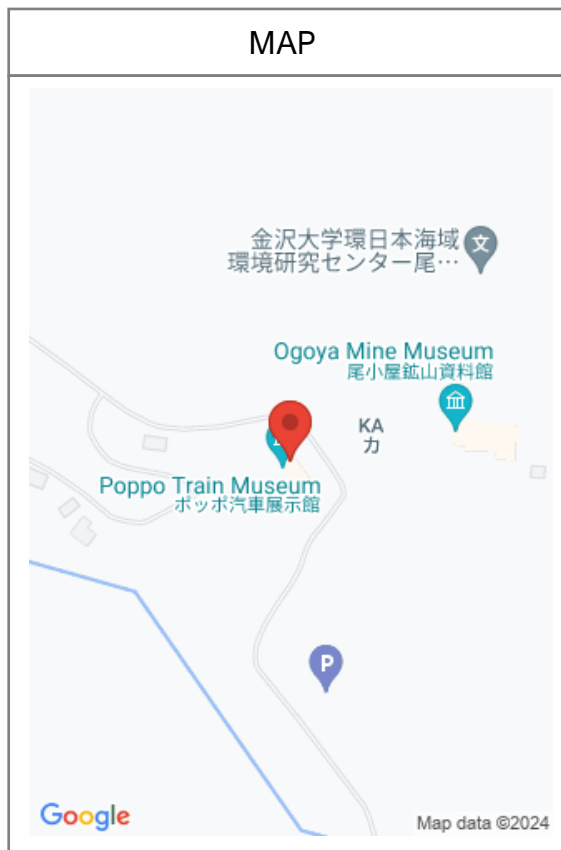 MAP
金沢大学環日本海域
環境研究センター尾…
文
Ogoya Mine Museum
尾小屋鉱山資料館
KA
カ
Poppo Train Museum
ポッポ汽車展示館
P
Google
Map data ©2024